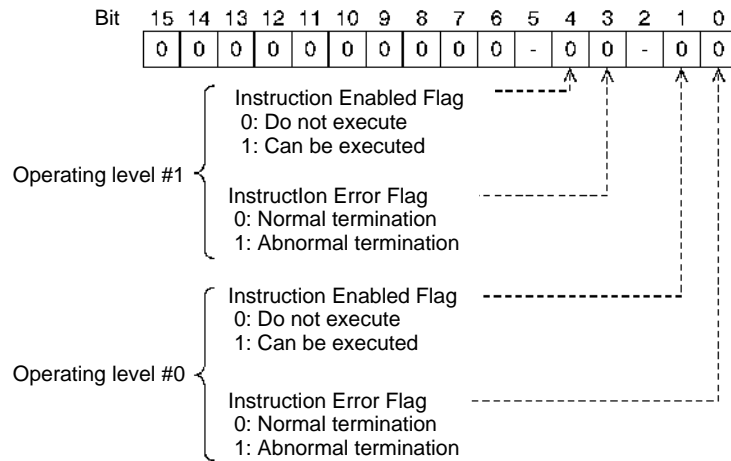 Bit 15 14 13 12 11 10 9 8 7 6 5 4 3 2 1 0
0 0 0 0 0 0 0 0 0 0 - 0 0 - 0 0
Instruction Enabled Flag
0: Do not execute
1: Can be executed
Operating level #1
Instruction Error Flag
0: Normal termination
1: Abnormal termination
Instruction Enabled Flag
0: Do not execute
1: Can be executed
Operating level #0
Instruction Error Flag
0: Normal termination
1: Abnormal termination